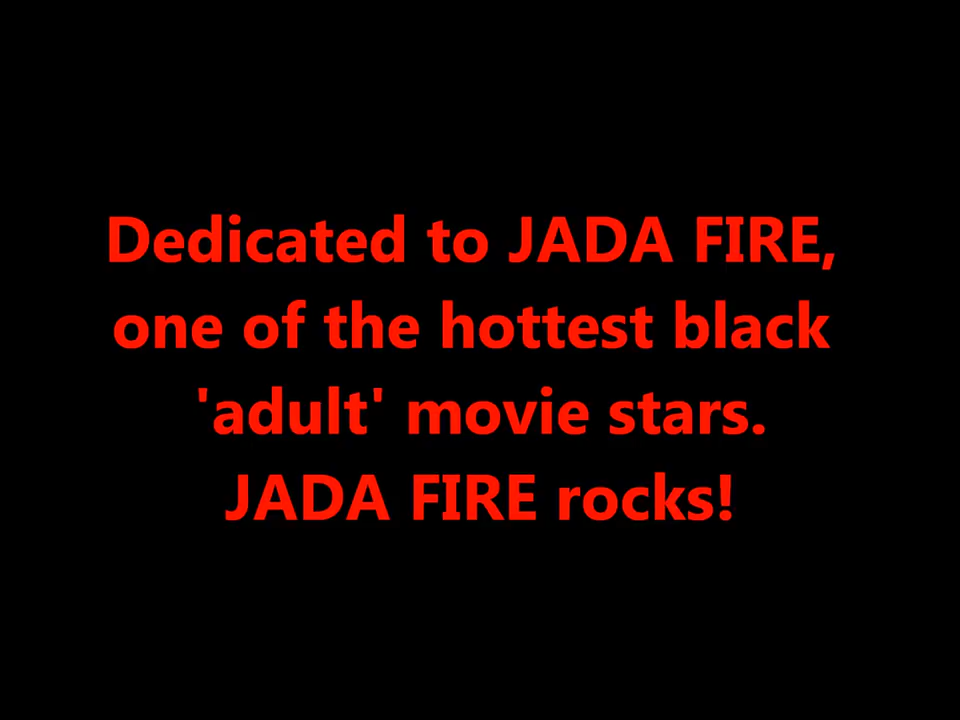 Dedicated to JADA FIRE,
one of the hottest black
'adult' movie stars.
JADA FIRE rocks!